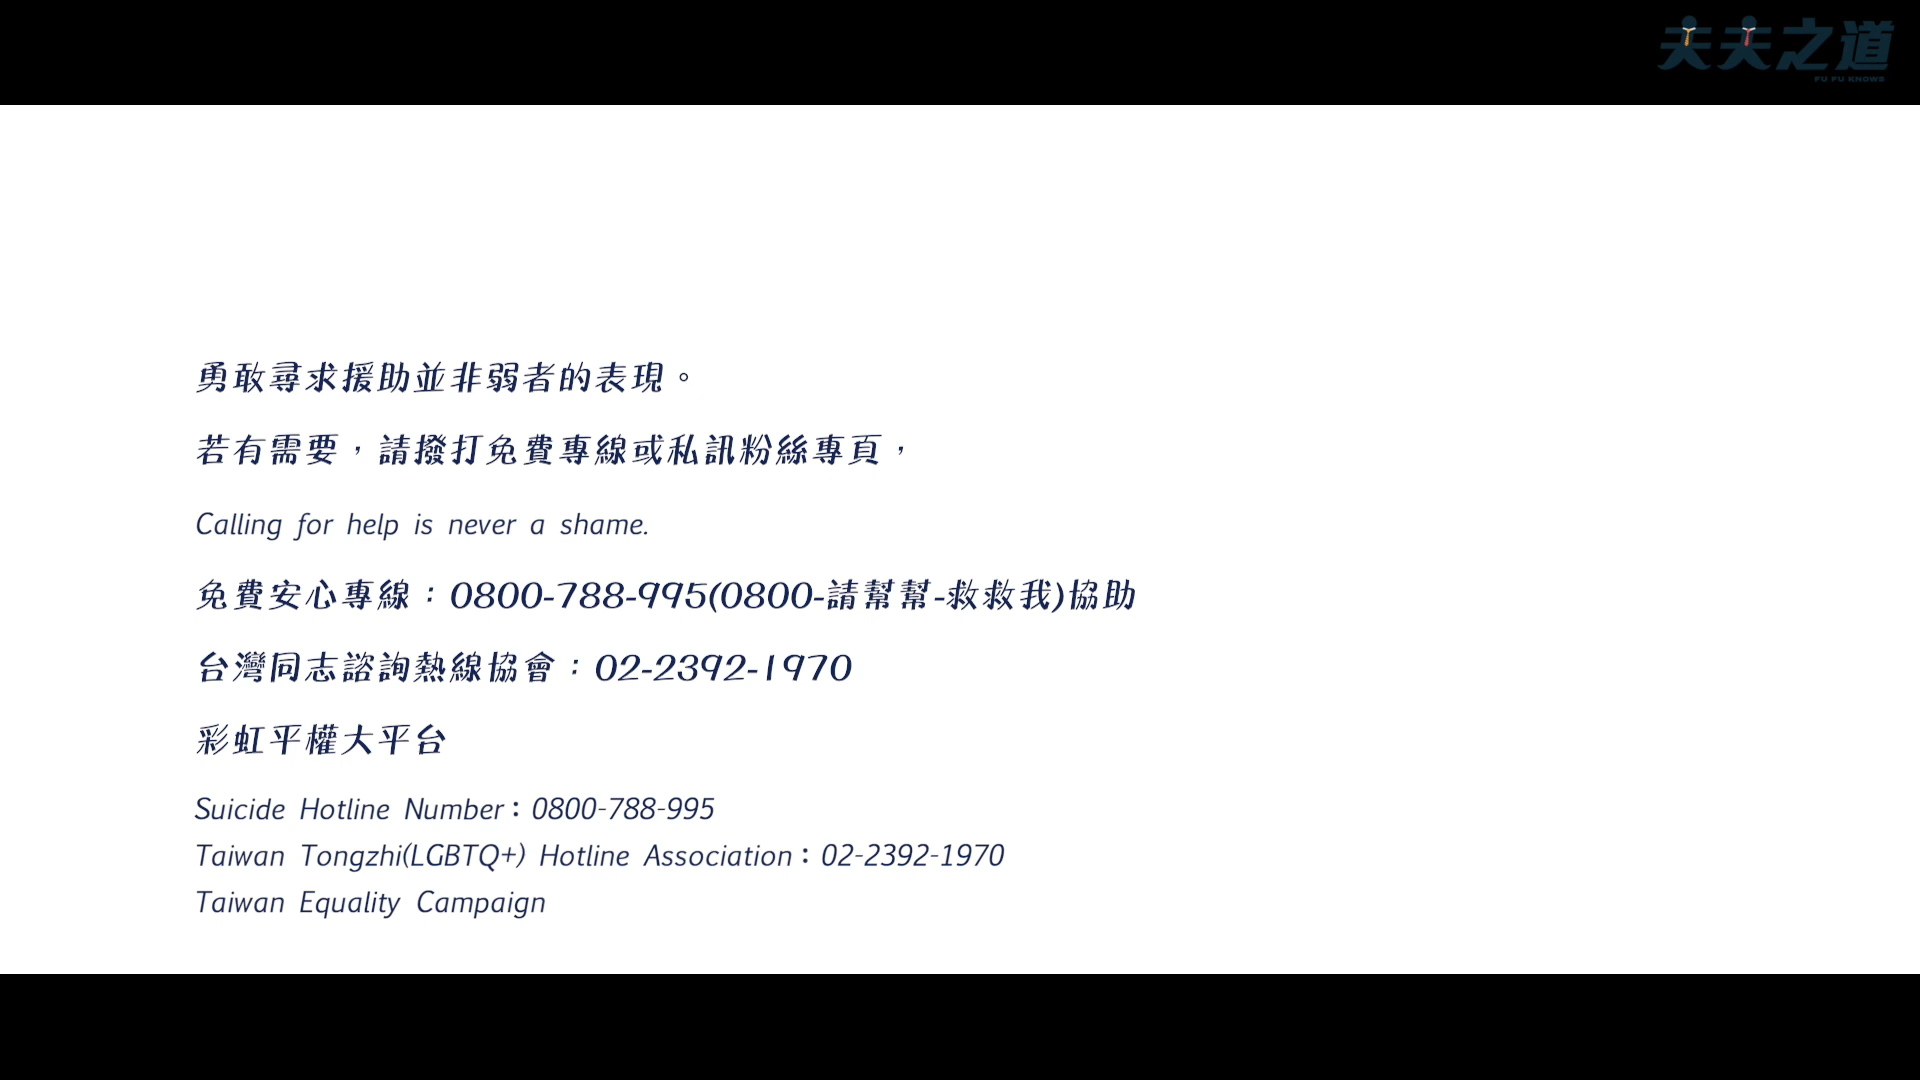 夫夫之道
FU FU KNOWS
勇敢尋求援助並非弱者的表現。
若有需要，請撥打免費專線或私訊粉絲專頁，
Calling for help is never a shame.
免費安心專線：0800-788-995(0800-請幫幫-救救我)協助
台灣同志諮詢熱線協會：02-2392-1970
彩虹平權大平台
Suicide Hotline Number：0800-788-995
Taiwan Tongzhi(LGBTQ+) Hotline Association：02-2392-1970
Taiwan Equality Campaign